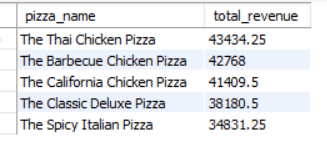 pizza_name total_revenue
The Thai Chicken Pizza 43434.25
The Barbecue Chicken Pizza 42768
The California Chicken Pizza 41409.5
The Classic Deluxe Pizza 38180.5
The Spicy Italian Pizza 34831.25